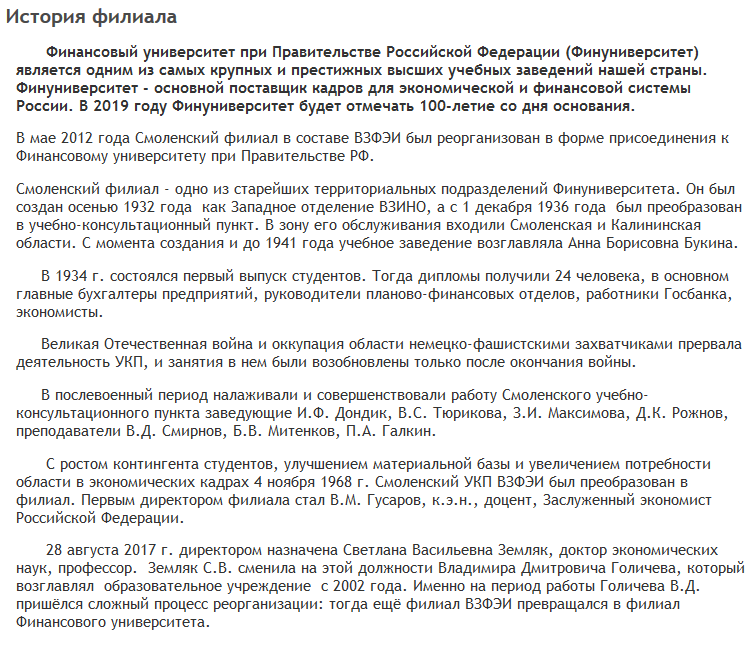 История филиала
Финансовый университет при Правительстве Российской Федерации (Финуниверситет)
является одним из самых крупных и престижных высших учебных заведений нашей страны.
Финуниверситет - основной поставщик кадров для экономической и финансовой системы
России. В 2019 году Финуниверситет будет отмечать 100-летие со дня основания.
В мае 2012 года Смоленский филиал в составе ВЗФЭИ был реорганизован в форме присоединения к
Финансовому университету при Правительстве РФ.
Смоленский филиал - одно из старейших территориальных подразделений Финуниверситета. Он был
создан осенью 1932 года  как Западное отделение ВЗИНО, а с 1 декабря 1936 года  был преобразован
в учебно-консультационный пункт. В зону его обслуживания входили Смоленская и Калининская
области. С момента создания и до 1941 года учебное заведение возглавляла Анна Борисовна Букина.
В 1934 г. состоялся первый выпуск студентов. Тогда дипломы получили 24 человека, в основном
главные бухгалтеры предприятий, руководители планово-финансовых отделов, работники Госбанка,
экономисты.
Великая Отечественная война и оккупация области немецко-фашистскими захватчиками прервала
деятельность УКП, и занятия в нем были возобновлены только после окончания войны.
В послевоенный период налаживали и совершенствовали работу Смоленского учебно-
консультационного пункта заведующие И.Ф. Дондик, В.С. Тюрикова, З.И. Максимова, Д.К. Рожнов,
преподаватели В.Д. Смирнов, Б.В. Митенков, П.А. Галкин.
С ростом контингента студентов, улучшением материальной базы и увеличением потребности
области в экономических кадрах 4 ноября 1968 г. Смоленский УКП ВЗФЭИ был преобразован в
филиал. Первым директором филиала стал В.М. Гусаров, к.э.н., доцент, Заслуженный экономист
Российской Федерации.
28 августа 2017 г. директором назначена Светлана Васильевна Земляк, доктор экономических
наук, профессор.  Земляк С.В. сменила на этой должности Владимира Дмитровича Голичева, который
возглавлял  образовательное учреждение  с 2002 года. Именно на период работы Голичева В.Д.
пришёлся сложный процесс реорганизации: тогда ещё филиал ВЗФЭИ превращался в филиал
Финансового университета.